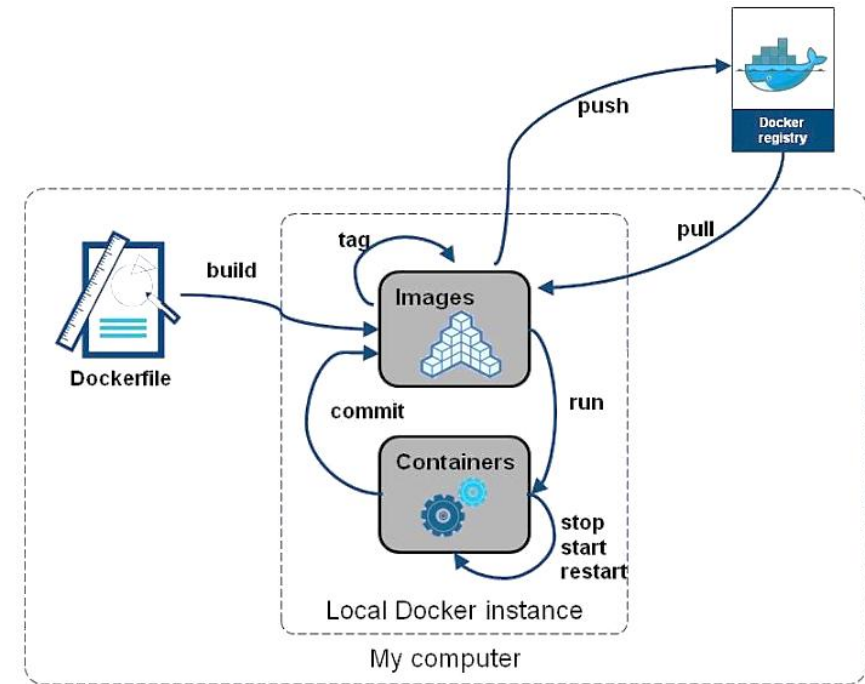 Docker
registry
push
pull
tag
build
Images
Dockerfile
commit
run
Containers
stop
start
restart
Local Docker instance
My computer